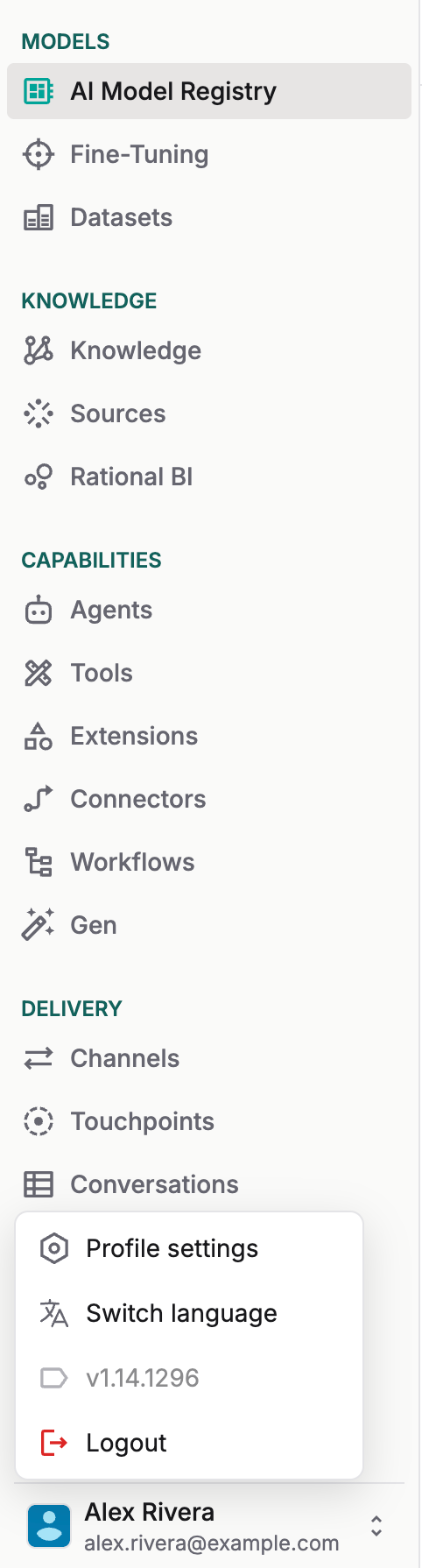 MODELS
AI Model Registry
Fine-Tuning
Datasets
KNOWLEDGE
Knowledge
Sources
Rational BI
CAPABILITIES
Agents
Tools
Extensions
Connectors
Workflows
Gen
DELIVERY
Channels
Touchpoints
Conversations
Profile settings
Switch language
v1.14.1296
Logout
Alex Rivera
alex.rivera@example.com